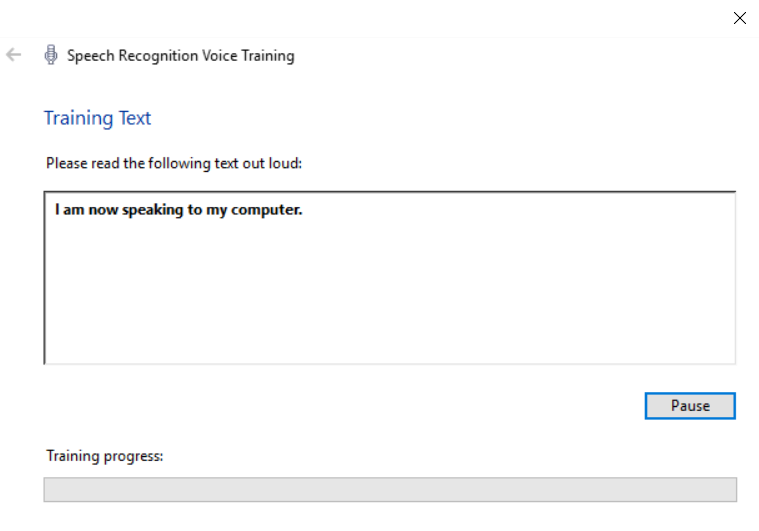 Speech Recognition Voice Training
Training Text
Please read the following text out loud:
I am now speaking to my computer.
Pause
Training progress: